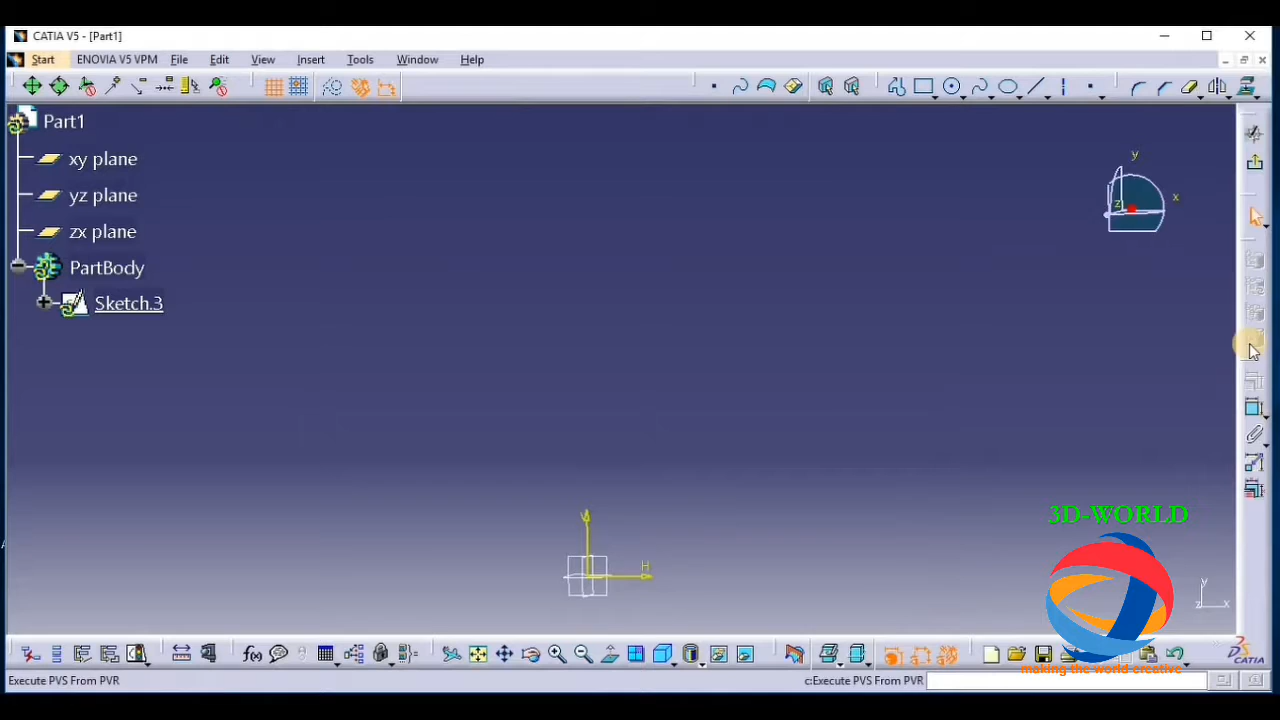 CATIA V5 - [Part1]
Start ENOVIA V5 VPM File Edit View Insert Tools Window Help
Part1
xy plane
yz plane
zx plane
PartBody
Sketch.3
y
x
z
V
H
3D-WORLD
y
z x
f(x)
CATIA
making the world creative
Execute PVS From PVR
c:Execute PVS From PVR